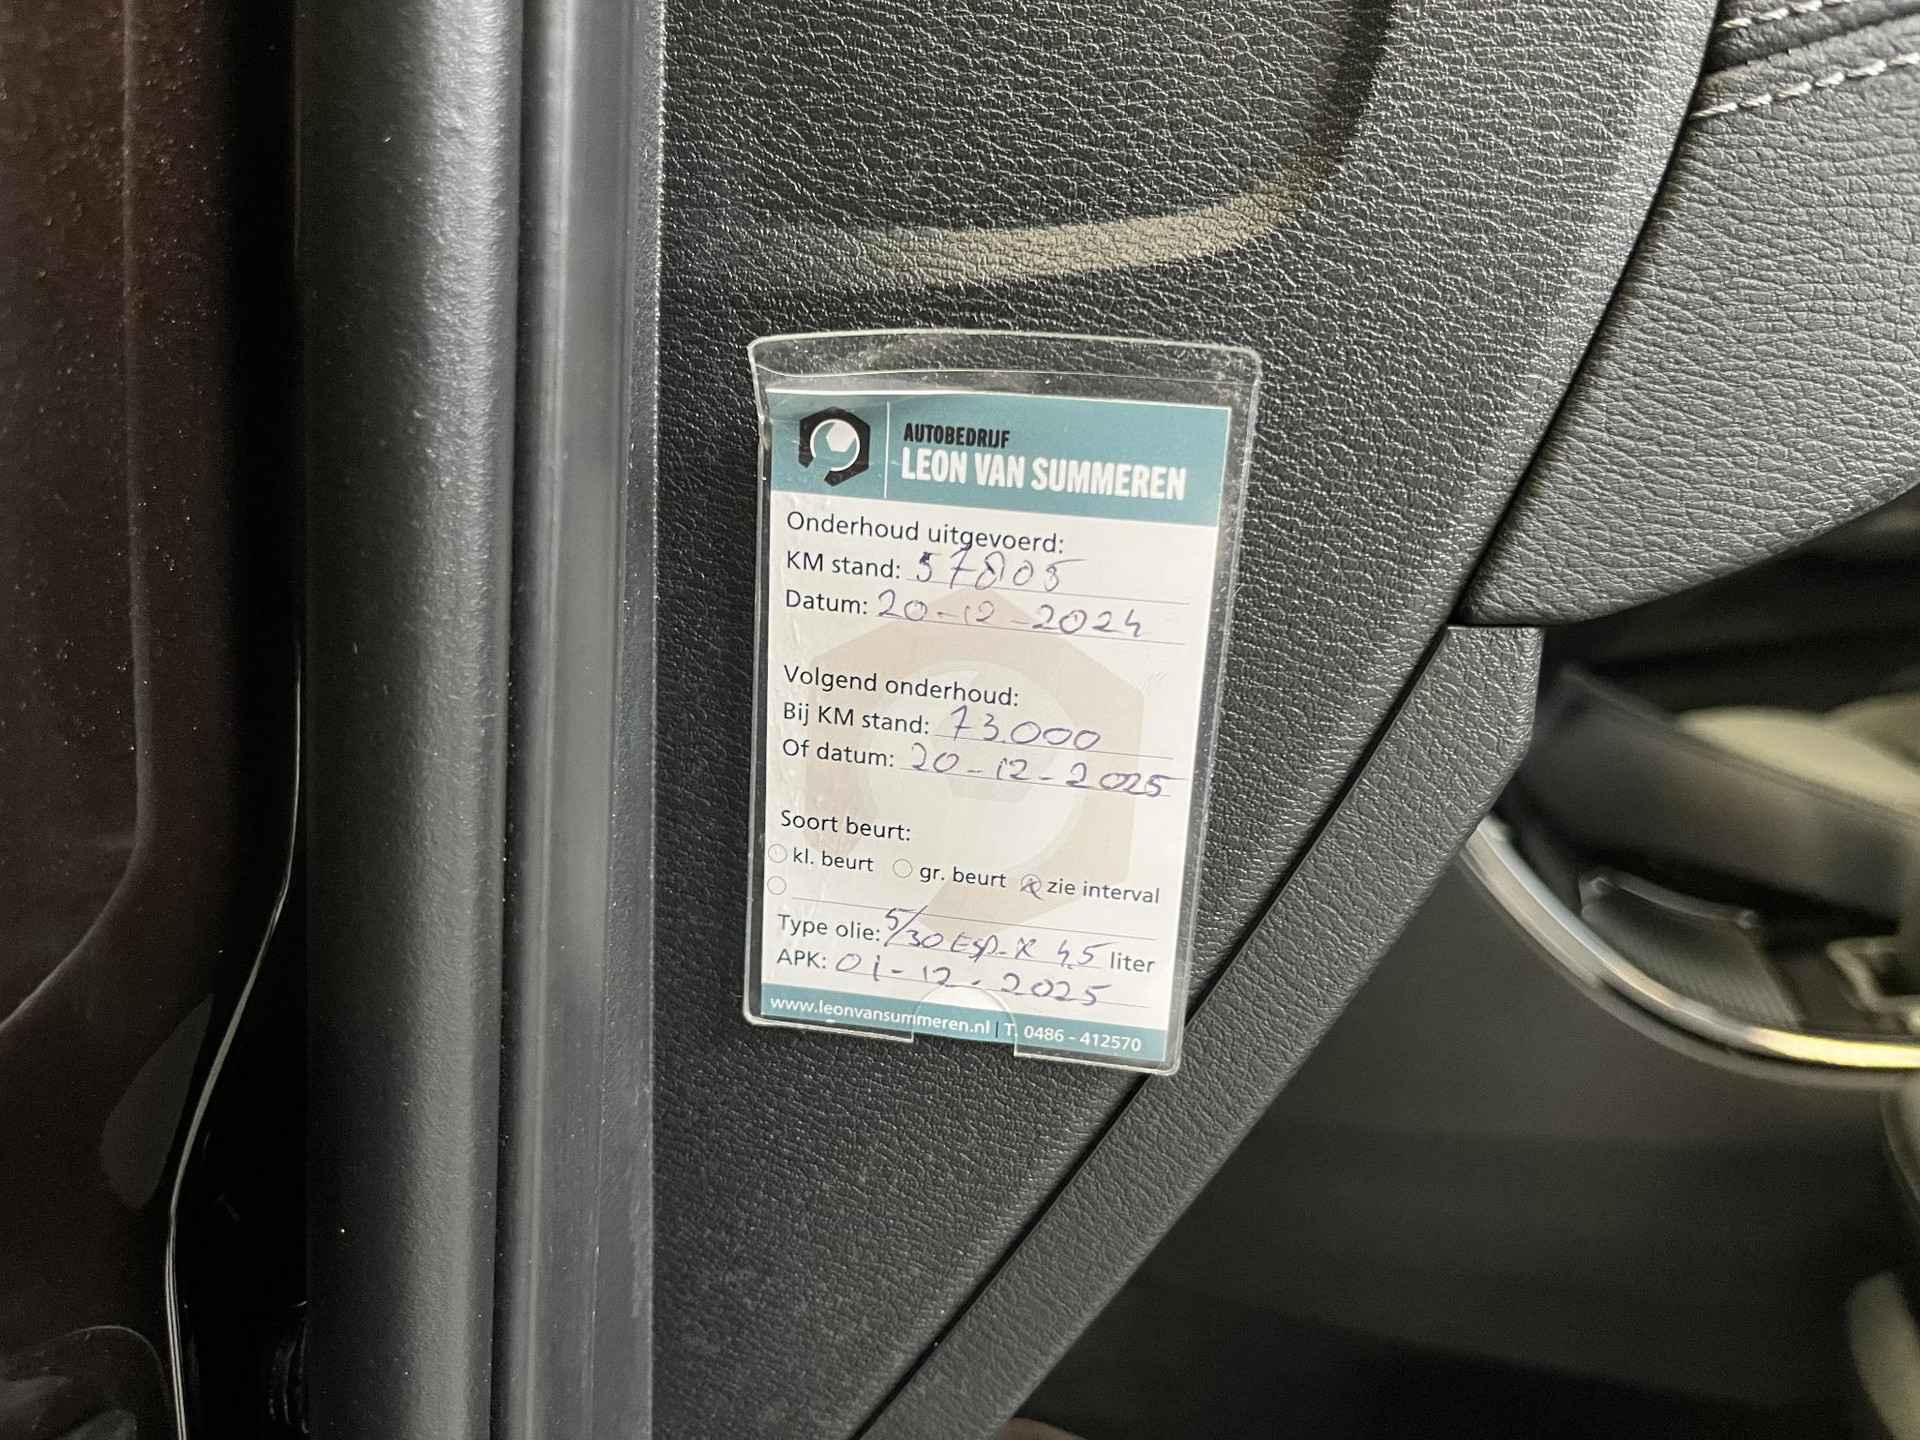 AUTOBEDRIJF
LEON VAN SUMMEREN
Onderhoud uitgevoerd:
KM stand: 57805
Datum: 20-12-2024
Volgend onderhoud:
Bij KM stand: 73.000
Of datum: 20-12-2025
Soort beurt:
kl. beurt gr. beurt zie interval
Type olie: 5/30 Esp-x 4,5 liter
APK: 01-12-2025
www.leonvansummeren.nl | T. 0486 - 412570